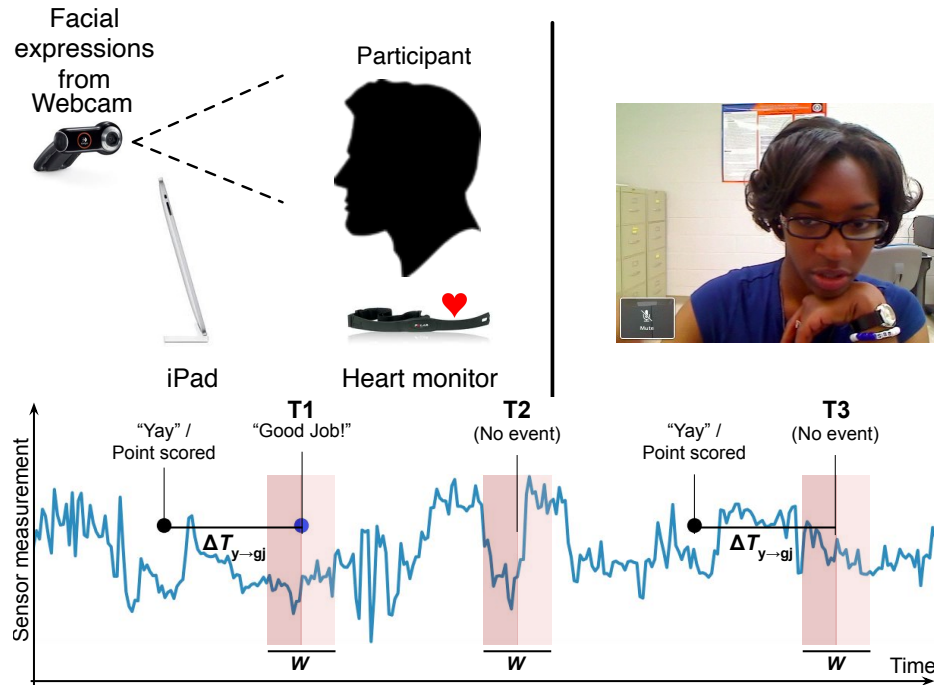 Facial
expressions
from
Webcam
Participant
Mute
iPad
Heart monitor
T1
T2
T3
"Yay" /
Point scored
"Good Job!"
(No event)
"Yay" /
Point scored
(No event)
Sensor measurement
ΔTy→gj
ΔTy→gj
W
W
W
Time